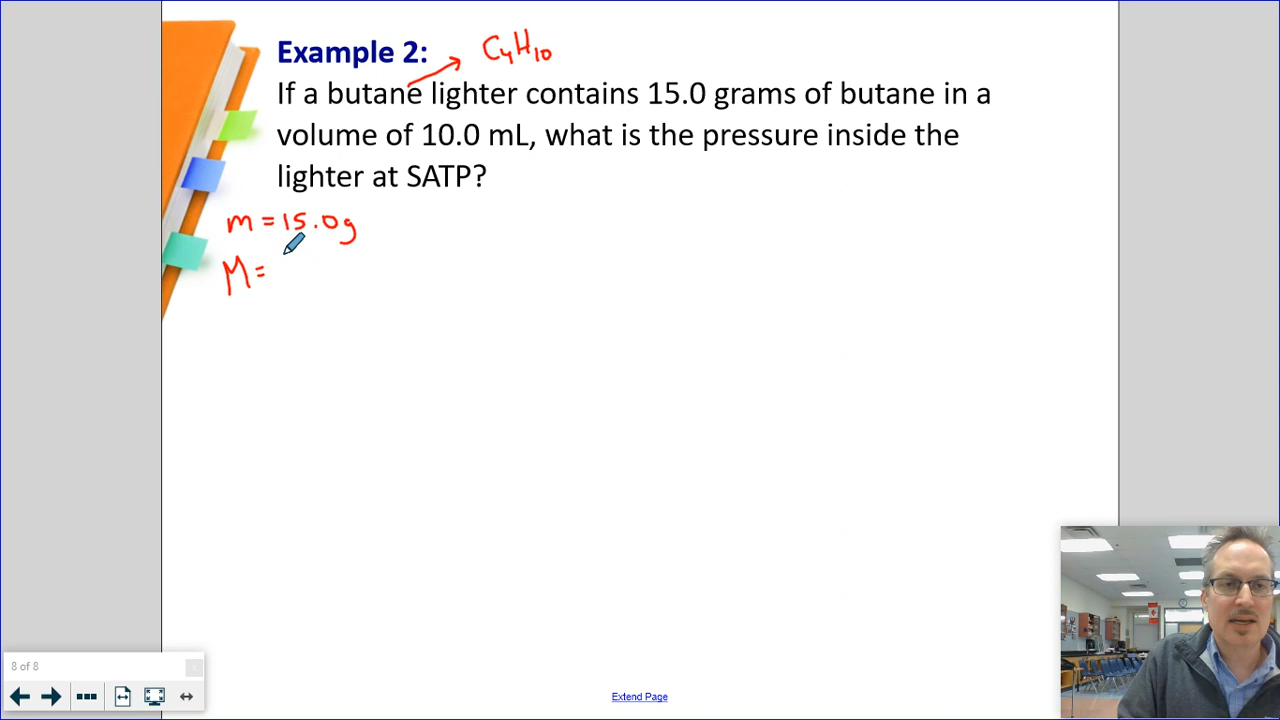 Example 2:
C4H10
If a butane lighter contains 15.0 grams of butane in a
volume of 10.0 mL, what is the pressure inside the
lighter at SATP?
m = 15.0g
M =
8 of 8
Extend Page